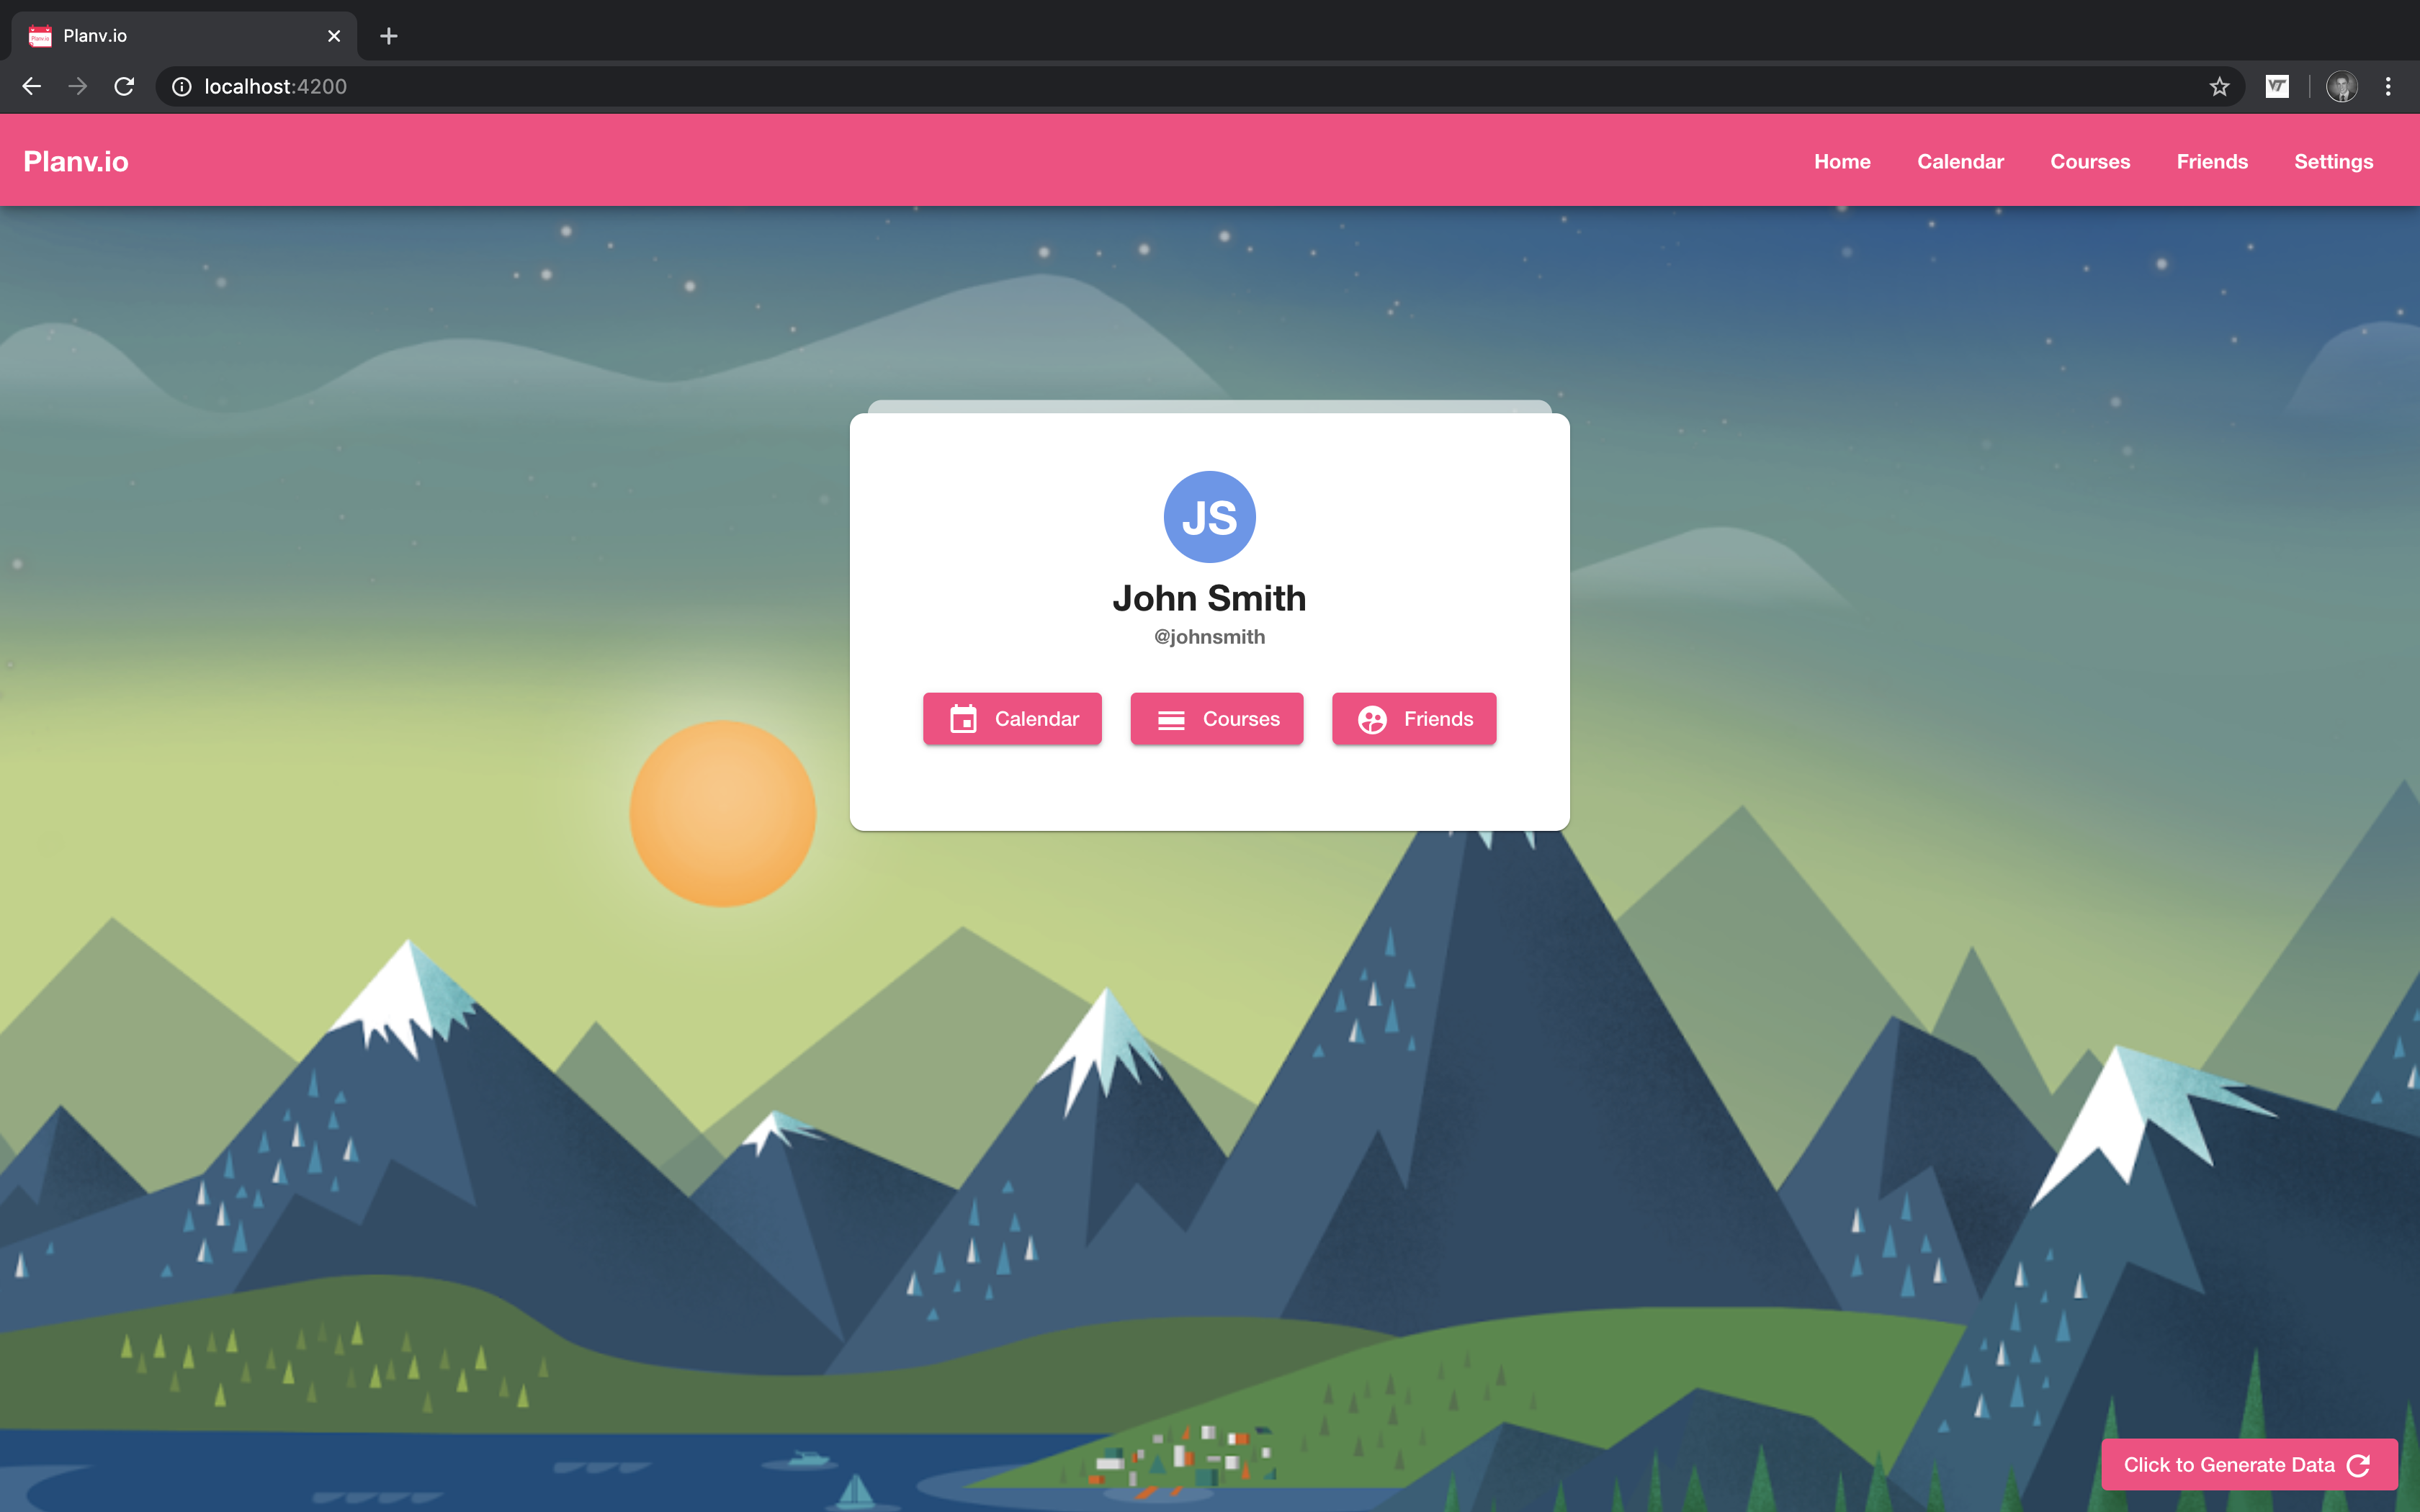 Planv.io
localhost:4200
VT
Planv.io Home Calendar Courses Friends Settings
JS
John Smith
@johnsmith
Calendar Courses Friends
Click to Generate Data